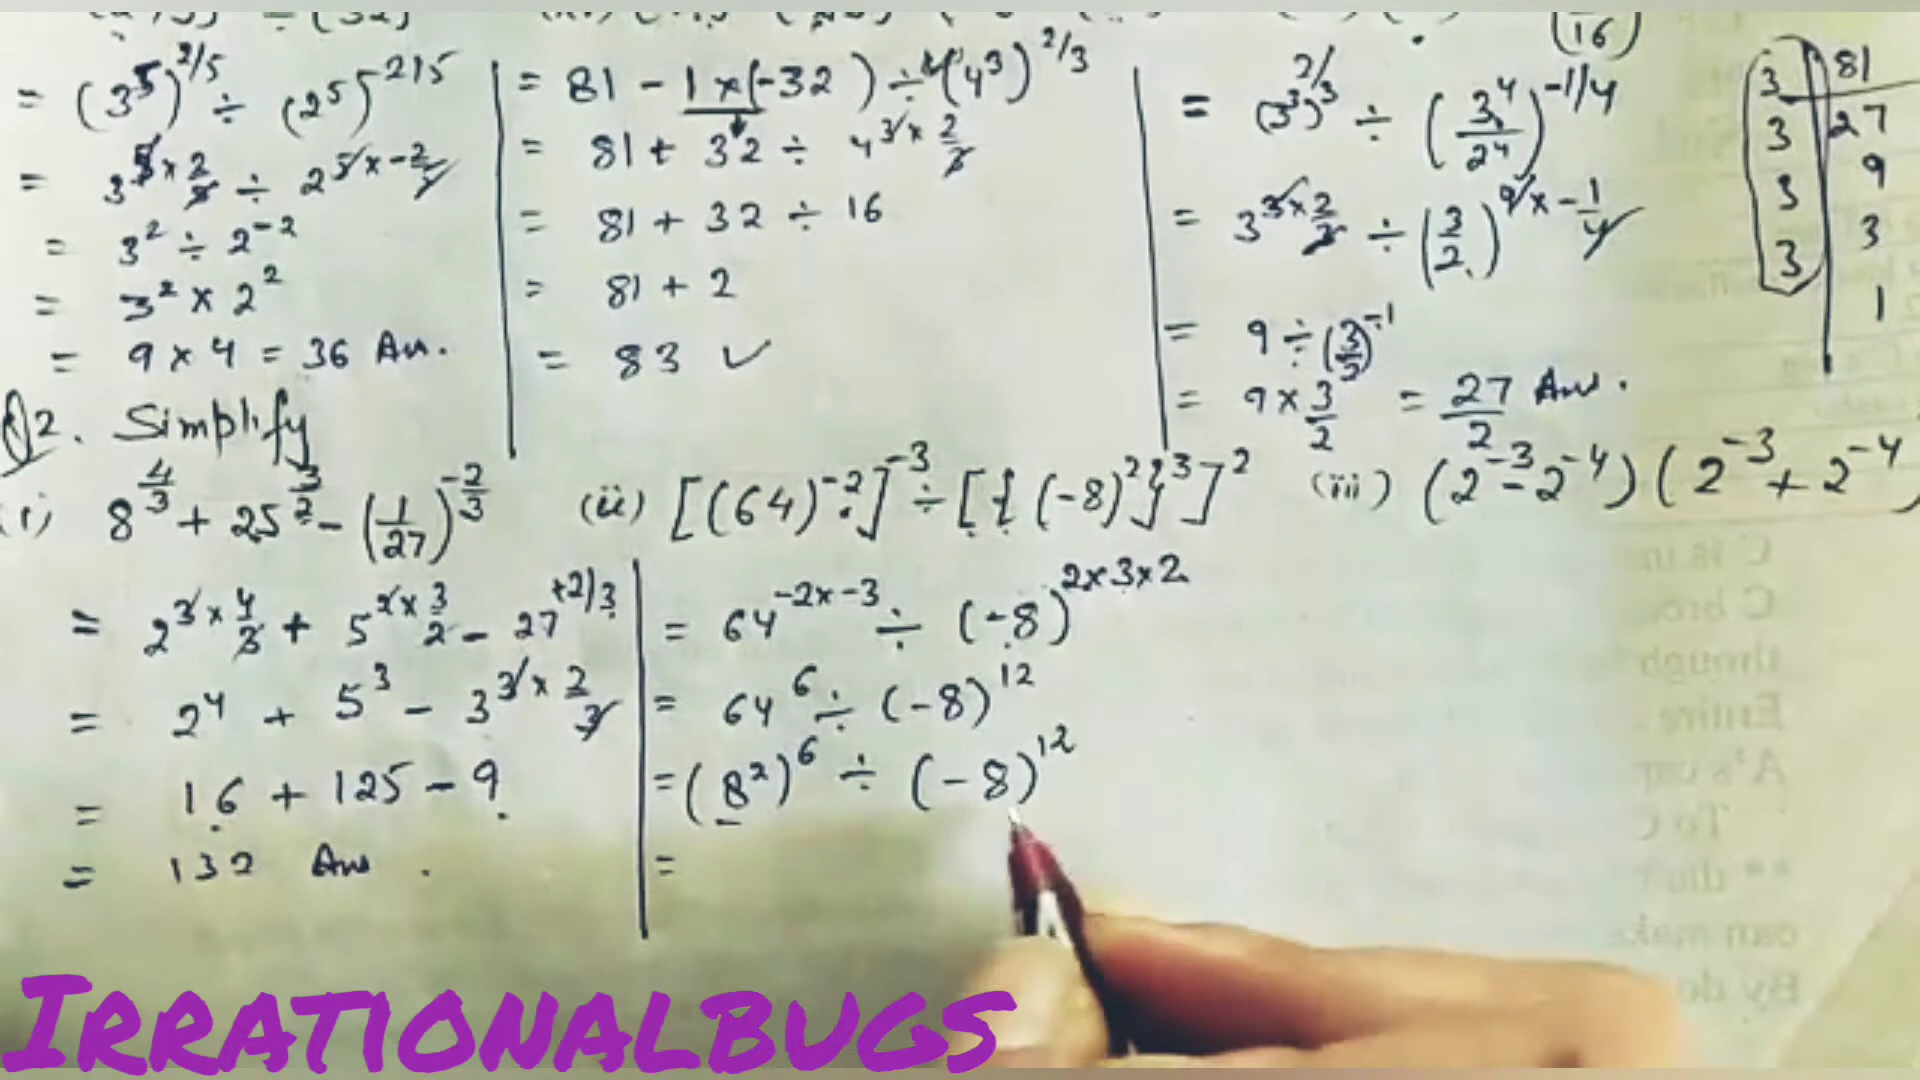 = (3^5)^2/5 ÷ (2^5)^2/5
= 3^5×2/5 ÷ 2^5×-2/5
= 3^2 ÷ 2^-2
= 3^2 × 2^2
= 9 × 4 = 36 An.
= 81 - 1 × (-32) ÷ (4^3)^2/3
= 81 + 32 ÷ 4^3×2/3
= 81 + 32 ÷ 16
= 81 + 2
= 83 ✓
= (3^3)^2/3 ÷ (3^4/2^4)^-1/4
= 3^3×2/3 ÷ (3/2)^4×-1/4
= 9 ÷ (3/2)^-1
= 9 × 3/2 = 27/2 Ans.
3 | 81
3 | 27
3 | 9
3 | 3
1
Q2. Simplify
(i) 8^4/3 + 25^3/2 - (1/27)^-2/3
= 2^3×4/3 + 5^2×3/2 - 27^+2/3
= 2^4 + 5^3 - 3^3×2/3
= 16 + 125 - 9
= 132 Ans.
(ii) [(64)^-2]^-3 ÷ [{(-8)^2}^3]^2
= 64^-2×-3 ÷ (-8)^2×3×2
= 64^6 ÷ (-8)^12
= (8^2)^6 ÷ (-8)^12
=
(iii) (2^-3 - 2^-4) (2^-3 + 2^-4)
IRRATIONALBUGS